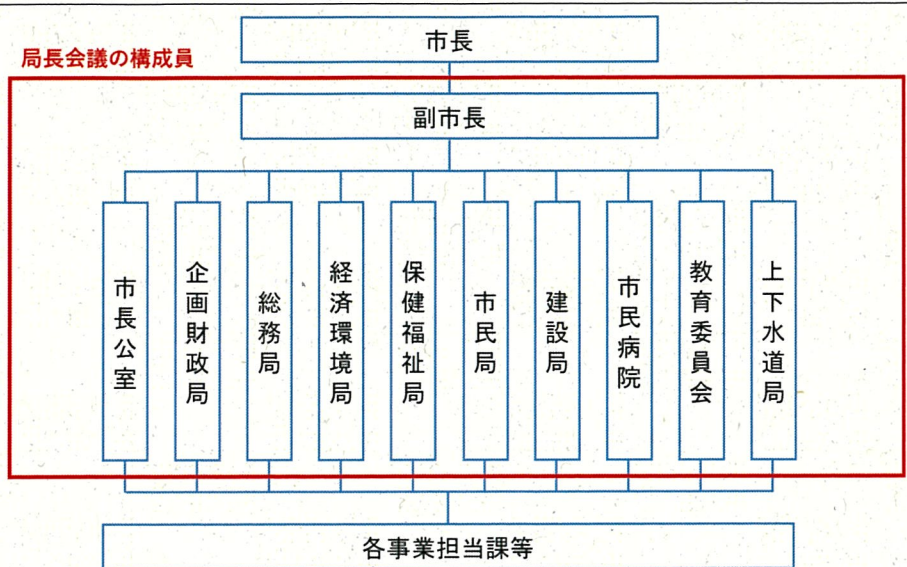 市長
局長会議の構成員
副市長
市長公室
企画財政局
総務局
経済環境局
保健福祉局
市民局
建設局
市民病院
教育委員会
上下水道局
各事業担当課等